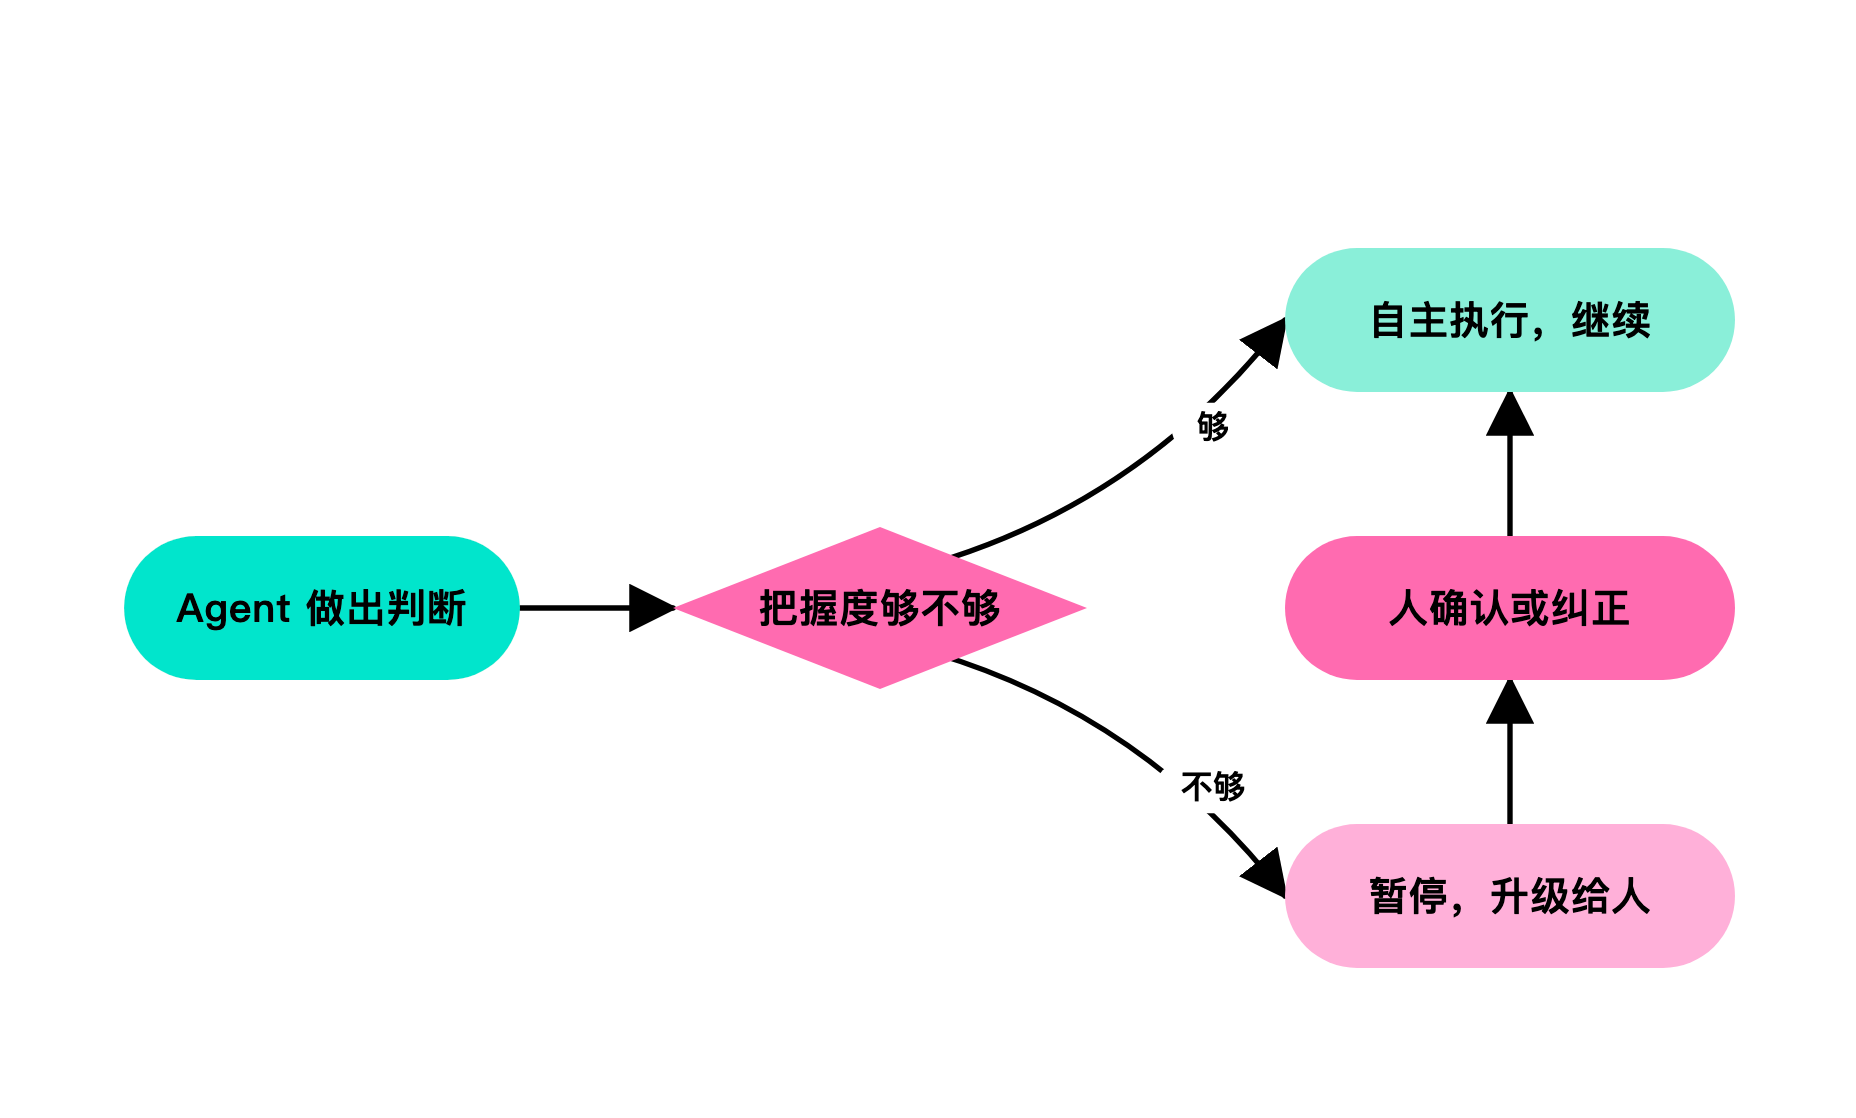 Agent 做出判断
把握度够不够
够
不够
自主执行，继续
人确认或纠正
暂停，升级给人